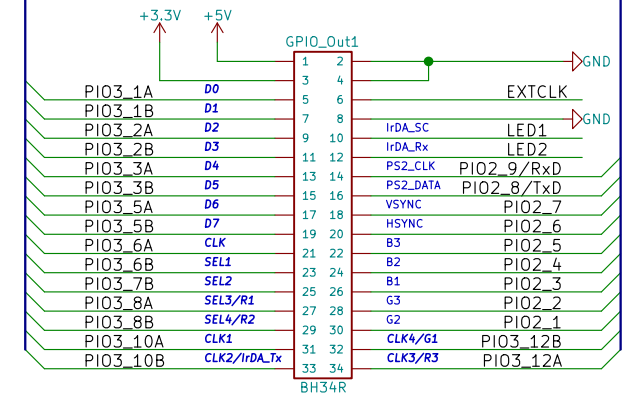 +3.3V +5V
GPIO_Out1
1 2 GND
3 4
PIO3_1A D0 5 6 EXTCLK
PIO3_1B D1 7 8 GND
PIO3_2A D2 9 10 IrDA_SC LED1
PIO3_2B D3 11 12 IrDA_Rx LED2
PIO3_3A D4 13 14 PS2_CLK PIO2_9/RxD
PIO3_3B D5 15 16 PS2_DATA PIO2_8/TxD
PIO3_5A D6 17 18 VSYNC PIO2_7
PIO3_5B D7 19 20 HSYNC PIO2_6
PIO3_6A CLK 21 22 B3 PIO2_5
PIO3_6B SEL1 23 24 B2 PIO2_4
PIO3_7B SEL2 25 26 B1 PIO2_3
PIO3_8A SEL3/R1 27 28 G3 PIO2_2
PIO3_8B SEL4/R2 29 30 G2 PIO2_1
PIO3_10A CLK1 31 32 CLK4/G1 PIO3_12B
PIO3_10B CLK2/IrDA_Tx 33 34 CLK3/R3 PIO3_12A
BH34R